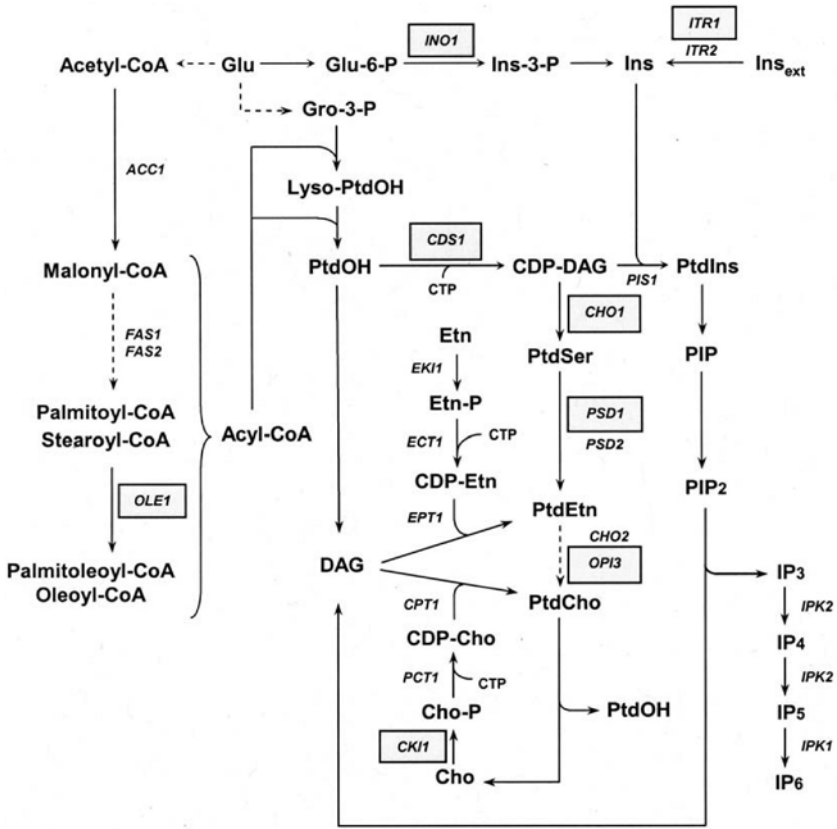 INO1
ITR1
Acetyl-CoA Glu Glu-6-P Ins-3-P Ins ITR2 Insext
Gro-3-P
ACC1
Lyso-PtdOH
CDS1
Malonyl-CoA PtdOH CTP CDP-DAG PIS1 PtdIns
CHO1
FAS1
FAS2
Etn
PtdSer PIP
EKI1
Etn-P
Palmitoyl-CoA
Stearoyl-CoA
Acyl-CoA
PSD1
PSD2
ECT1 CTP
CDP-Etn
PIP2
OLE1
PtdEtn
EPT1
CHO2
OPI3
Palmitoleoyl-CoA
Oleoyl-CoA
DAG
IP3
CPT1
PtdCho
IPK2
CDP-Cho
IP4
PCT1 CTP
IPK2
Cho-P
PtdOH
IP5
CKI1
IPK1
Cho
IP6